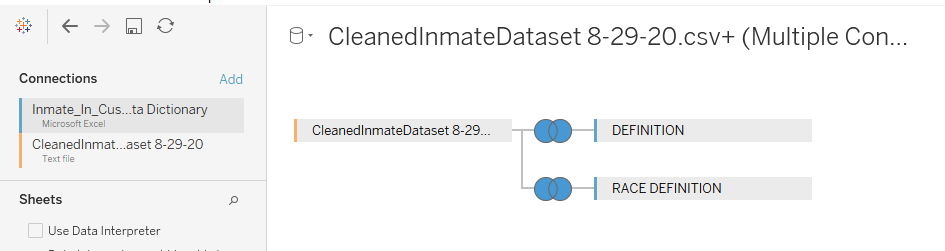 CleanedInmateDataset 8-29-20.csv+ (Multiple Con...
Connections
Add
Inmate_In_Cus...ta Dictionary
Microsoft Excel
CleanedInmat...aset 8-29-20
Text file
Sheets
Use Data Interpreter
CleanedInmateDataset 8-29...
DEFINITION
RACE DEFINITION